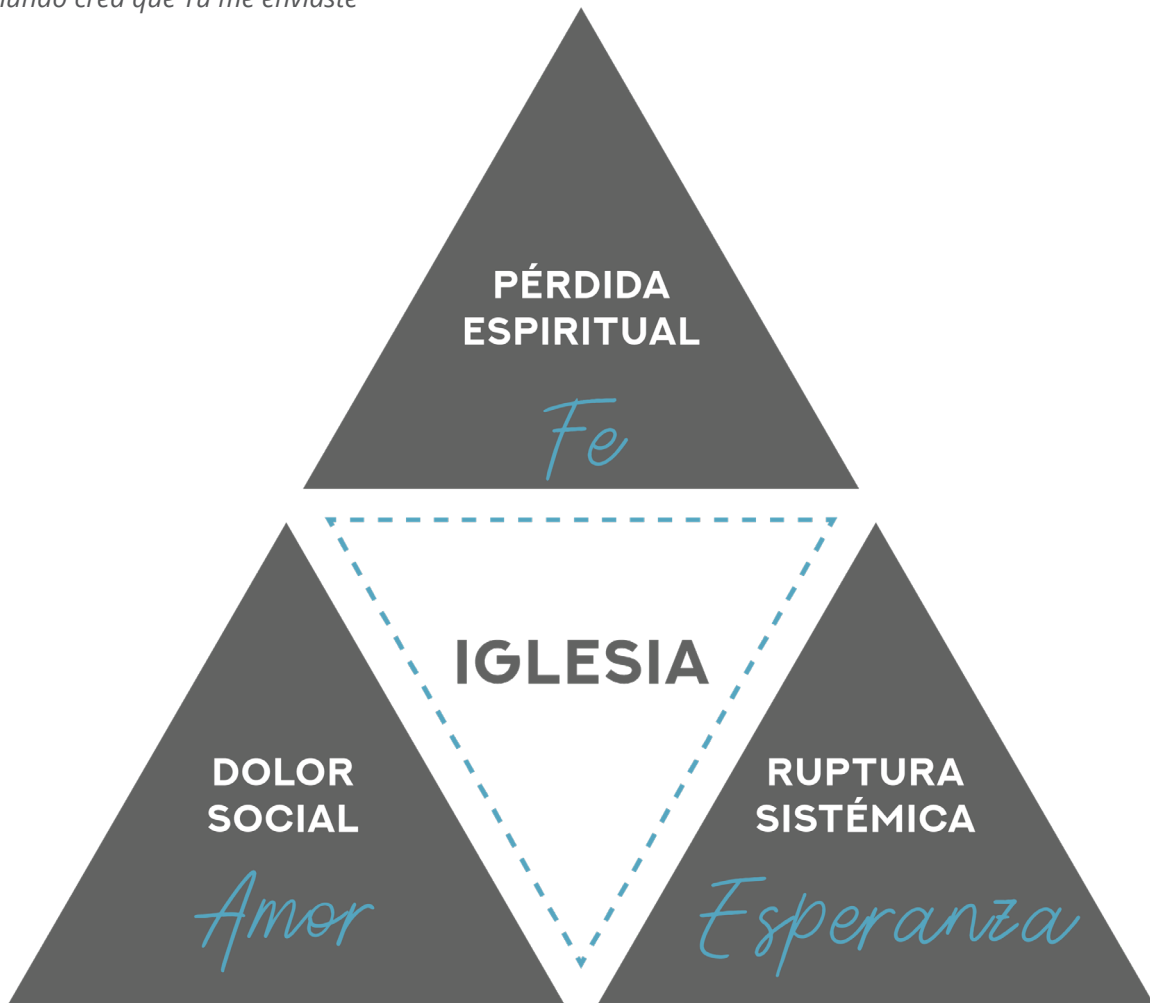 crea que Tú me enviaste
PÉRDIDA
ESPIRITUAL
Fe
IGLESIA
DOLOR
SOCIAL
Amor
RUPTURA
SISTÉMICA
Esperanza